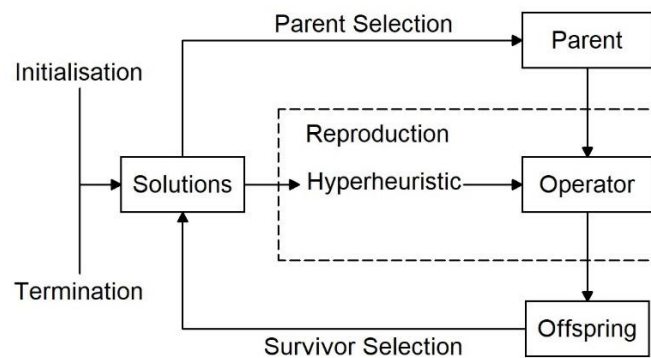 Parent Selection
Parent
Initialisation
Reproduction
Solutions
Hyperheuristic
Operator
Termination
Offspring
Survivor Selection